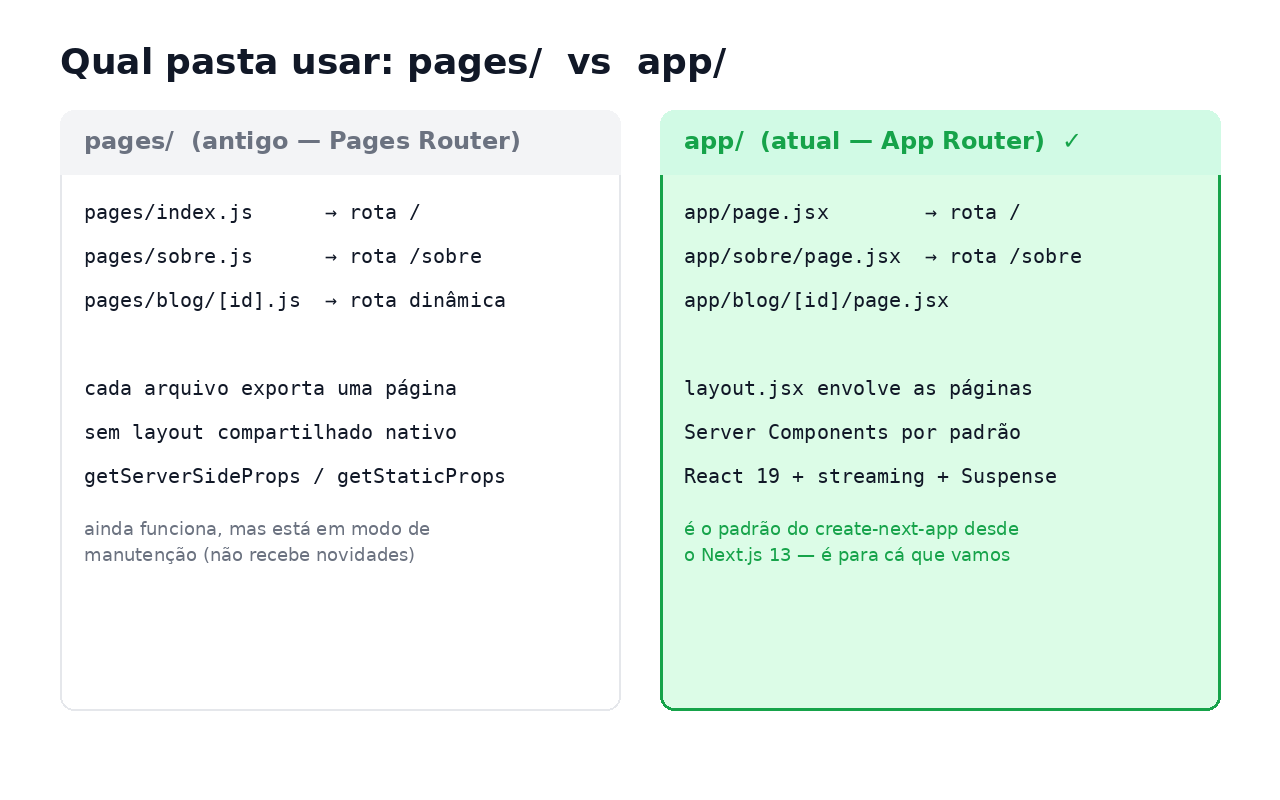 Qual pasta usar: pages/ vs app/
pages/ (antigo — Pages Router)
pages/index.js → rota /
pages/sobre.js → rota /sobre
pages/blog/[id].js → rota dinâmica
cada arquivo exporta uma página
sem layout compartilhado nativo
getServerSideProps / getStaticProps
ainda funciona, mas está em modo de
manutenção (não recebe novidades)
app/ (atual — App Router) ✓
app/page.jsx → rota /
app/sobre/page.jsx → rota /sobre
app/blog/[id]/page.jsx
layout.jsx envolve as páginas
Server Components por padrão
React 19 + streaming + Suspense
é o padrão do create-next-app desde
o Next.js 13 — é para cá que vamos